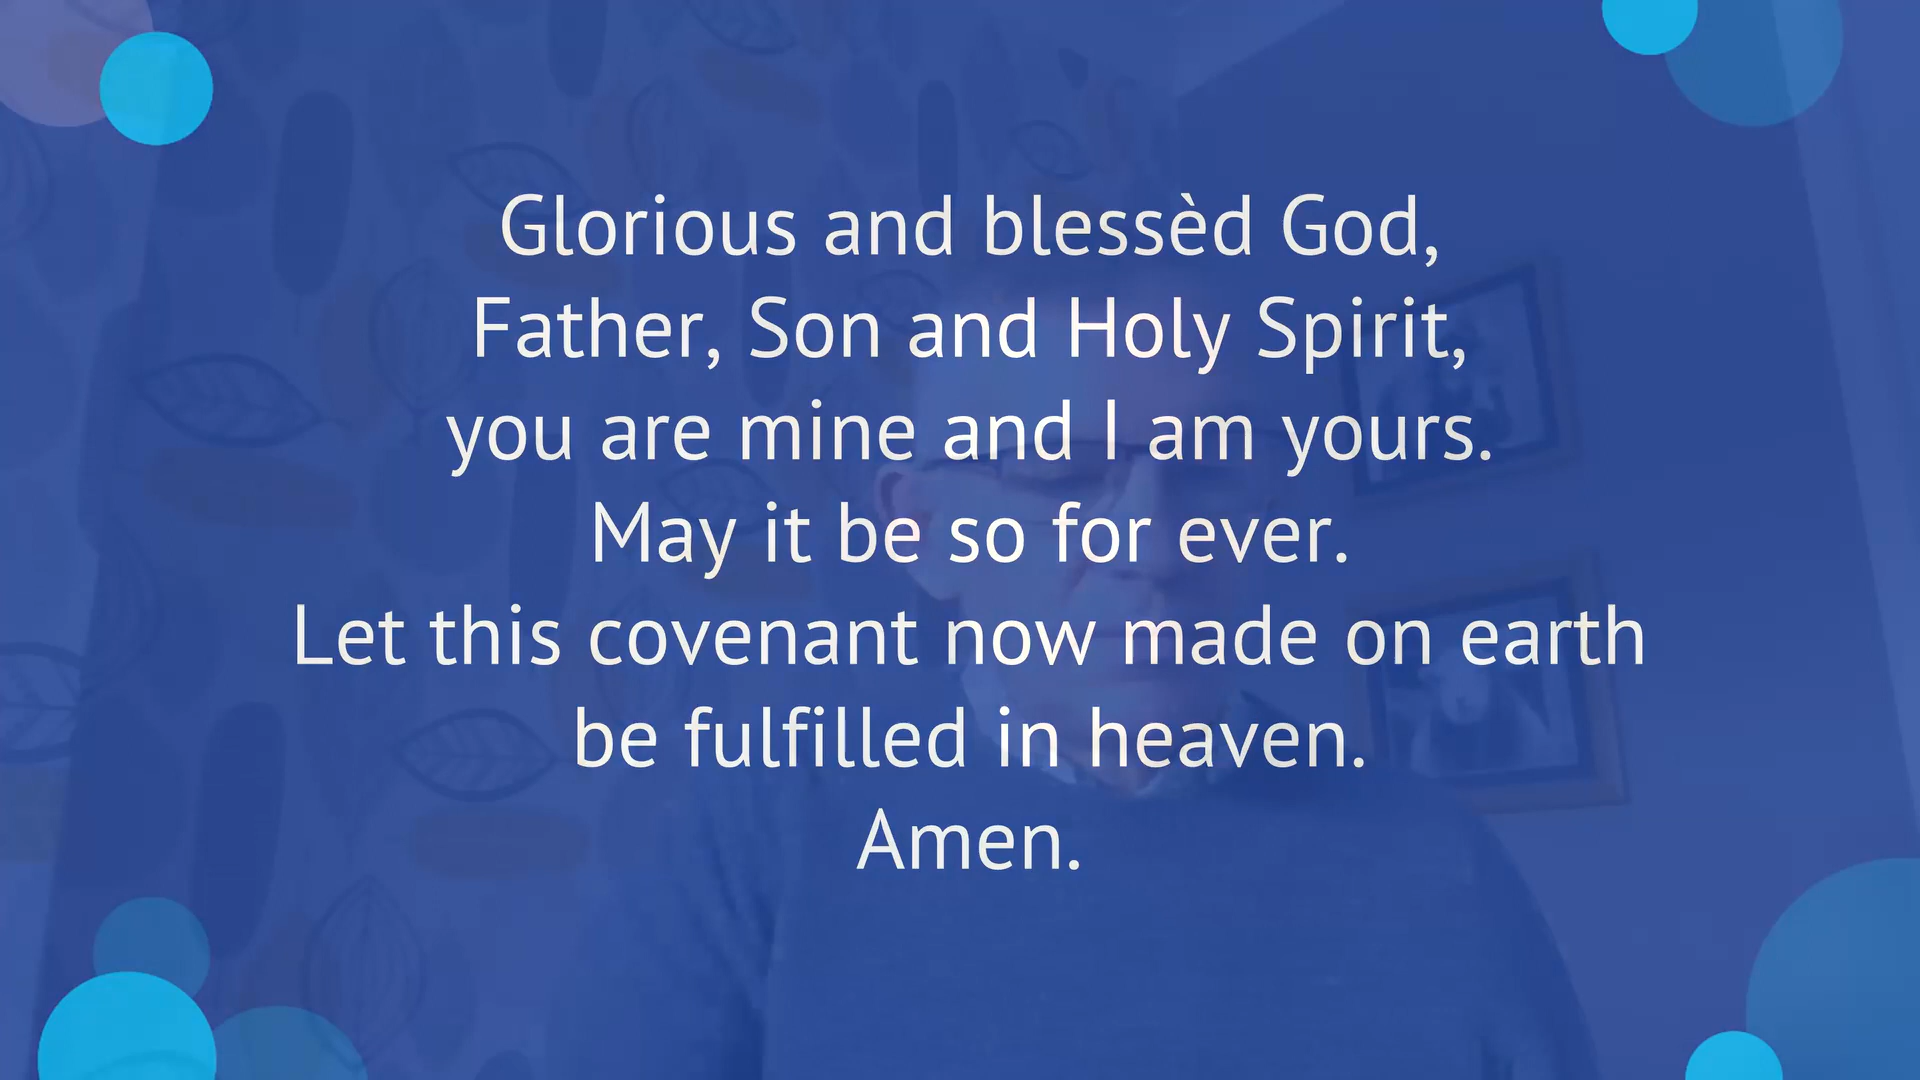 Glorious and blessèd God,
Father, Son and Holy Spirit,
you are mine and I am yours.
May it be so for ever.
Let this covenant now made on earth
be fulfilled in heaven.
Amen.